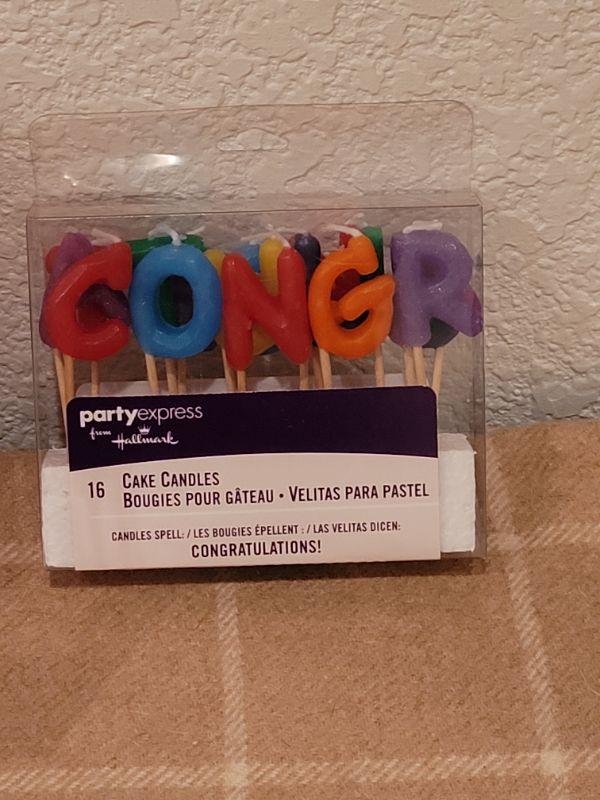 CONGR
partyexpress
from Hallmark
16 CAKE CANDLES
BOUGIES POUR GÂTEAU • VELITAS PARA PASTEL
CANDLES SPELL: / LES BOUGIES ÉPELLENT : / LAS VELITAS DICEN:
CONGRATULATIONS!